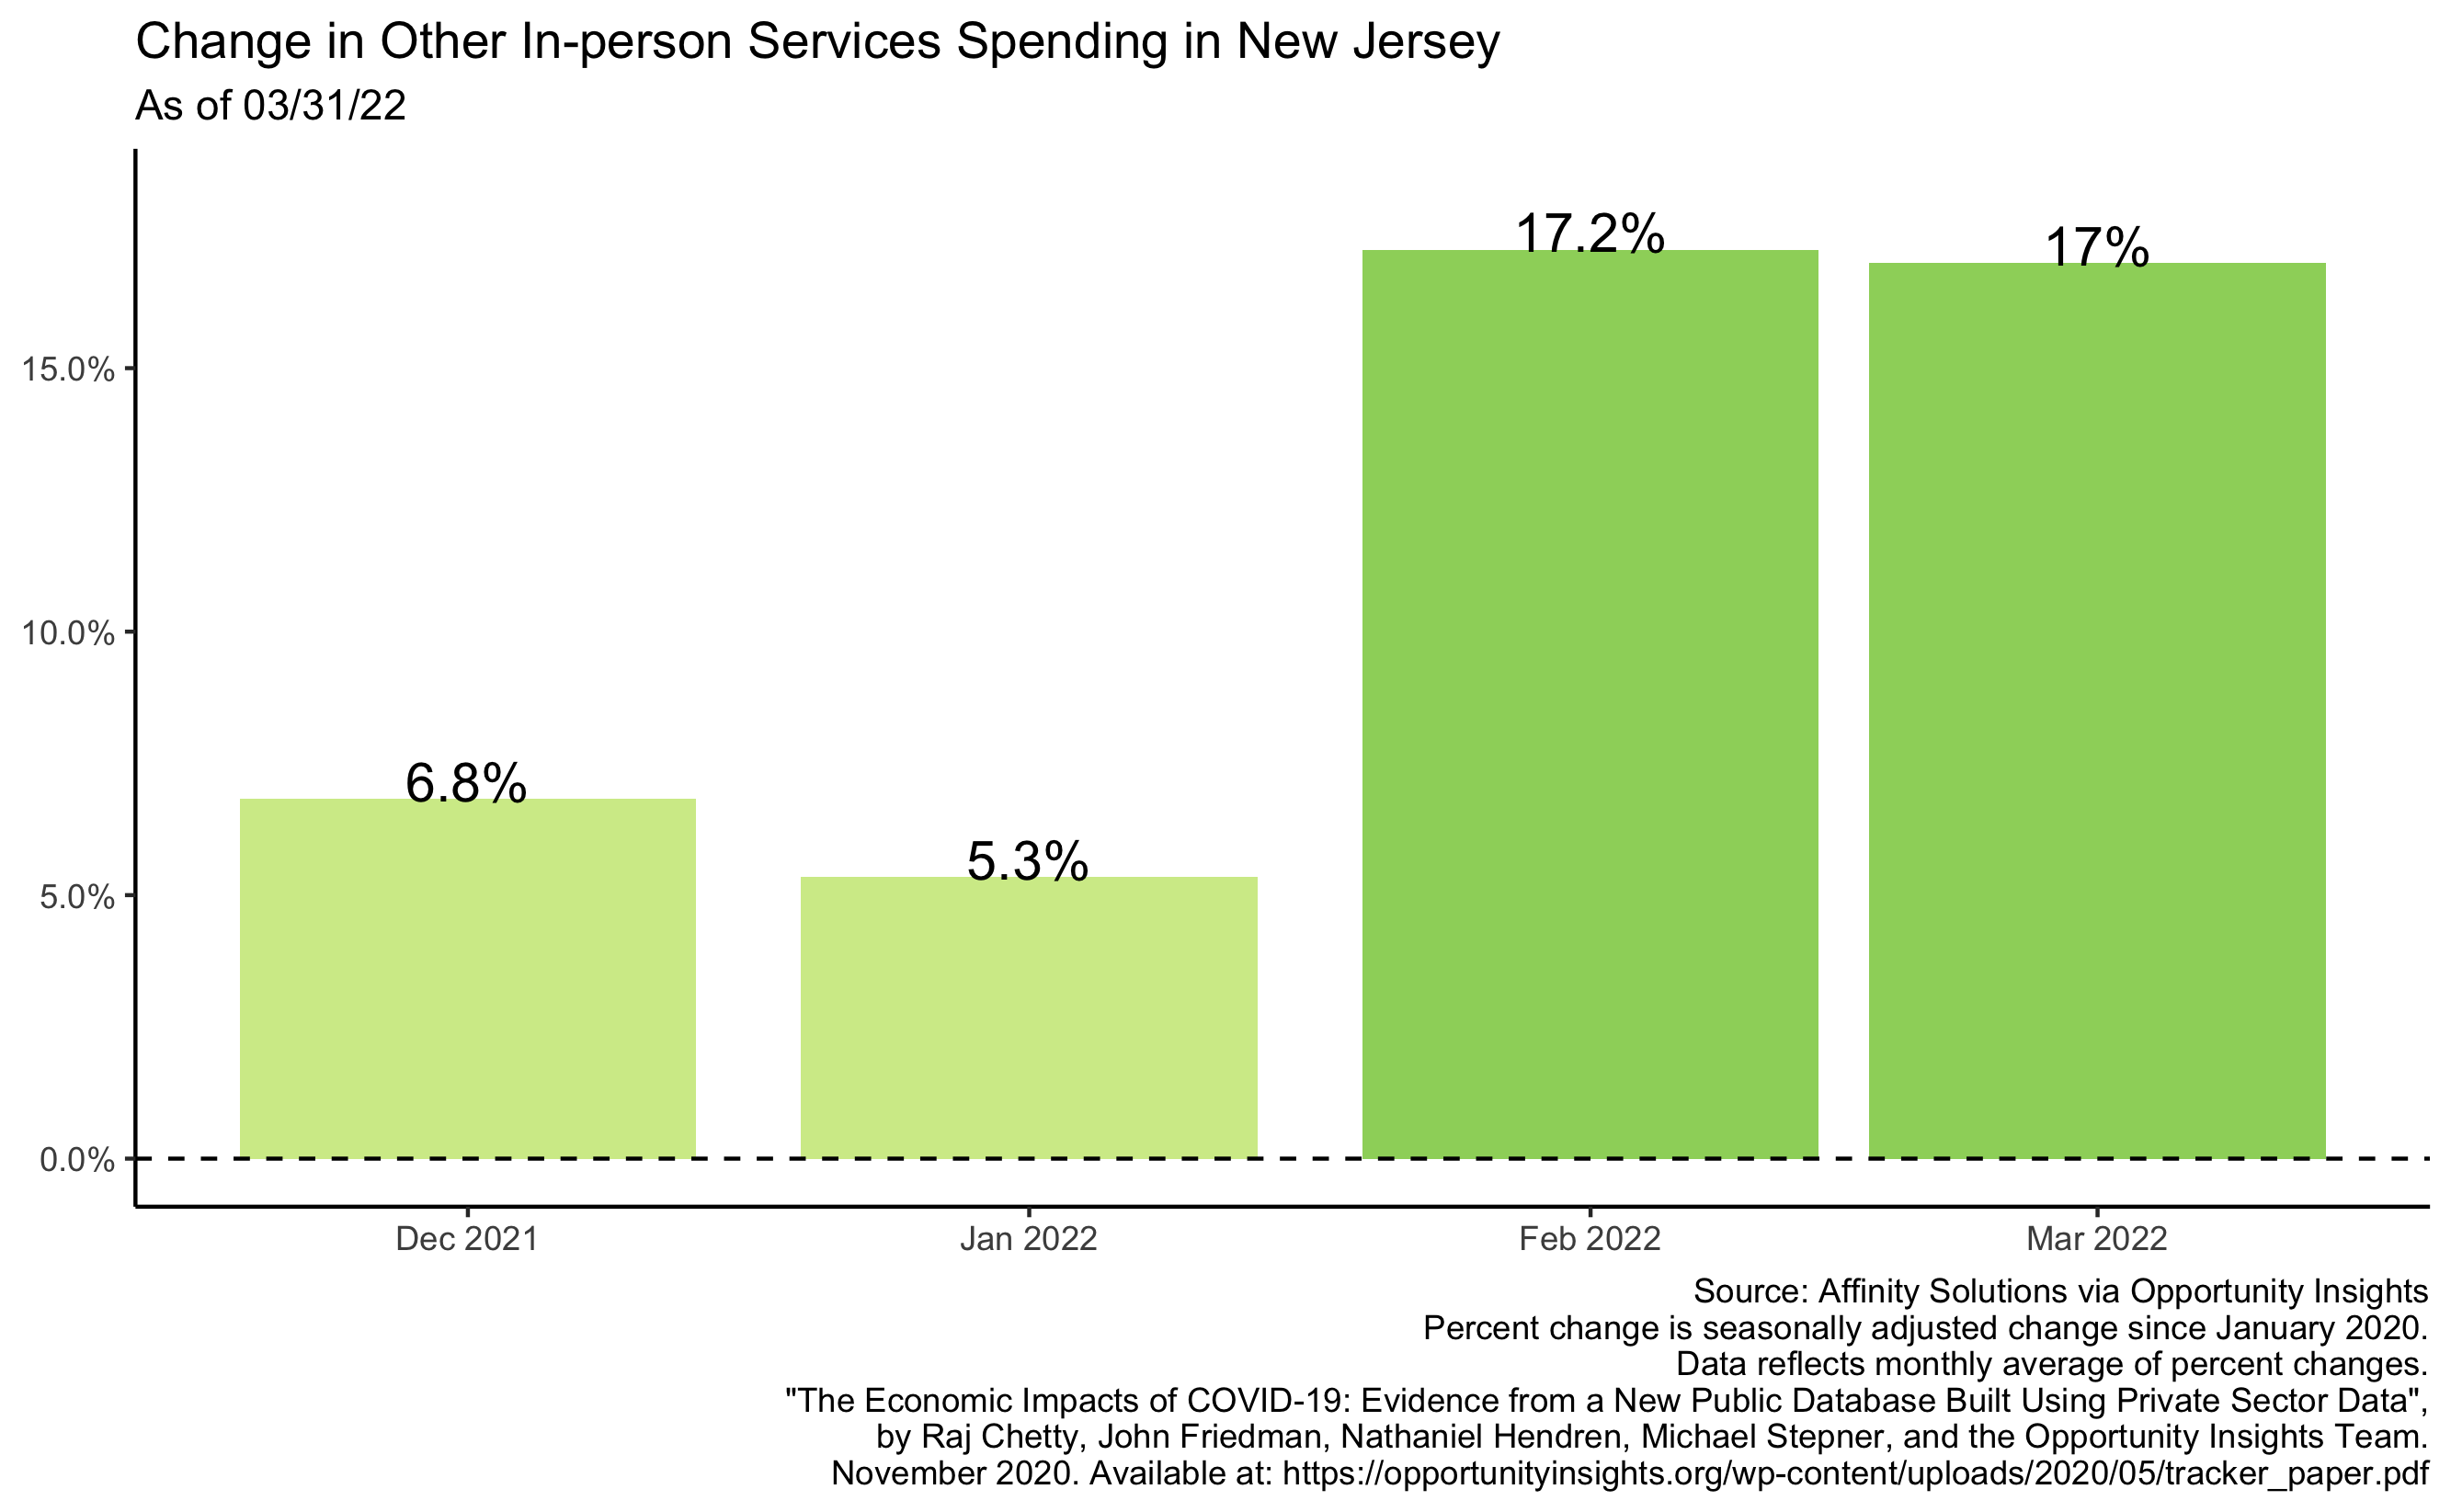 Change in Other In-person Services Spending in New Jersey
As of 03/31/22
17.2%
17%
15.0%
10.0%
6.8%
5.3%
5.0%
0.0%
Dec 2021
Jan 2022
Feb 2022
Mar 2022
Source: Affinity Solutions via Opportunity Insights
Percent change is seasonally adjusted change since January 2020.
Data reflects monthly average of percent changes.
"The Economic Impacts of COVID-19: Evidence from a New Public Database Built Using Private Sector Data",
by Raj Chetty, John Friedman, Nathaniel Hendren, Michael Stepner, and the Opportunity Insights Team.
November 2020. Available at: https://opportunityinsights.org/wp-content/uploads/2020/05/tracker_paper.pdf